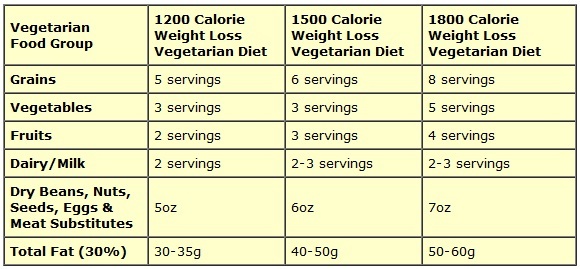 Vegetarian Food Group | 1200 Calorie Weight Loss Vegetarian Diet | 1500 Calorie Weight Loss Vegetarian Diet | 1800 Calorie Weight Loss Vegetarian Diet
Grains | 5 servings | 6 servings | 8 servings
Vegetables | 3 servings | 3 servings | 5 servings
Fruits | 2 servings | 3 servings | 4 servings
Dairy/Milk | 2 servings | 2-3 servings | 2-3 servings
Dry Beans, Nuts, Seeds, Eggs & Meat Substitutes | 5oz | 6oz | 7oz
Total Fat (30%) | 30-35g | 40-50g | 50-60g